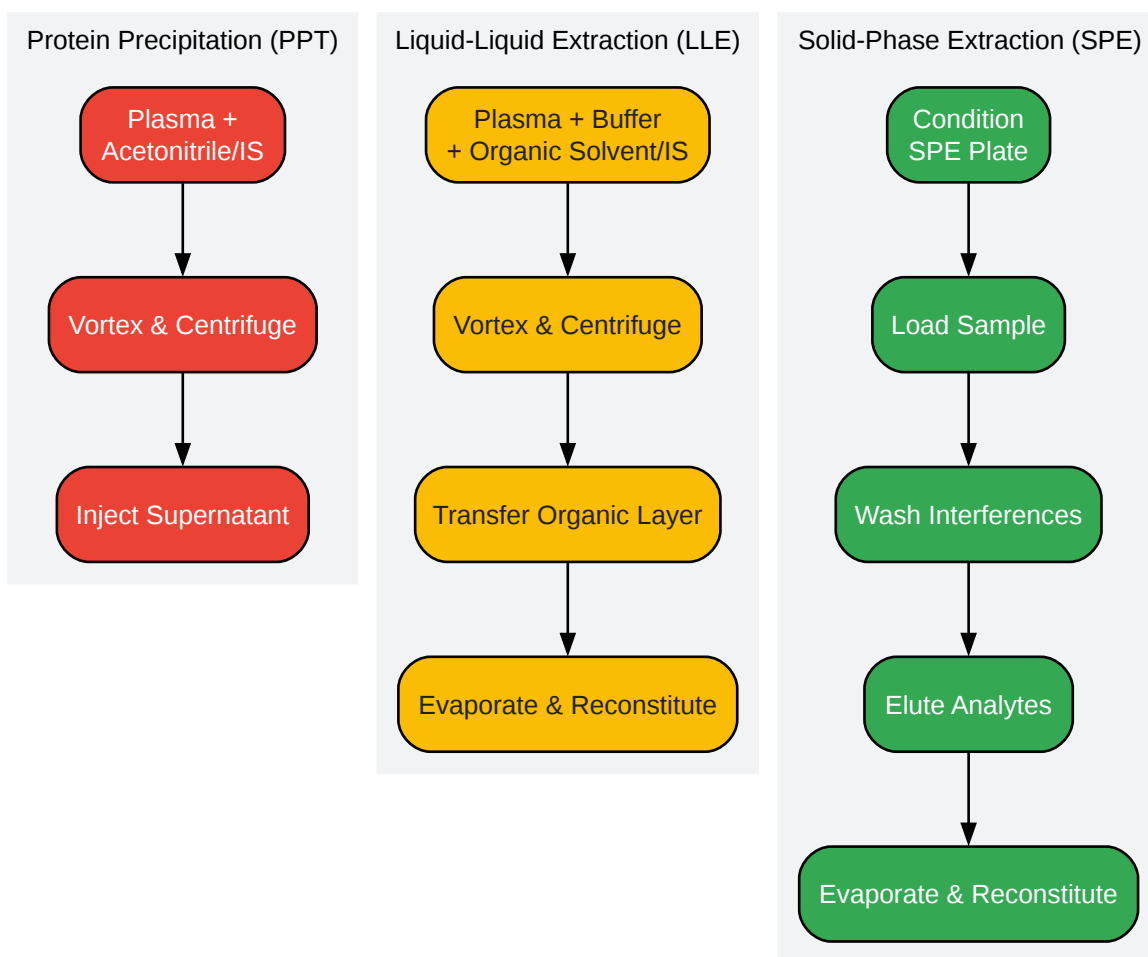 Protein Precipitation (PPT)
Plasma +
Acetonitrile/IS
Vortex & Centrifuge
Inject Supernatant
Liquid-Liquid Extraction (LLE)
Plasma + Buffer
+ Organic Solvent/IS
Vortex & Centrifuge
Transfer Organic Layer
Evaporate & Reconstitute
Solid-Phase Extraction (SPE)
Condition
SPE Plate
Load Sample
Wash Interferences
Elute Analytes
Evaporate & Reconstitute